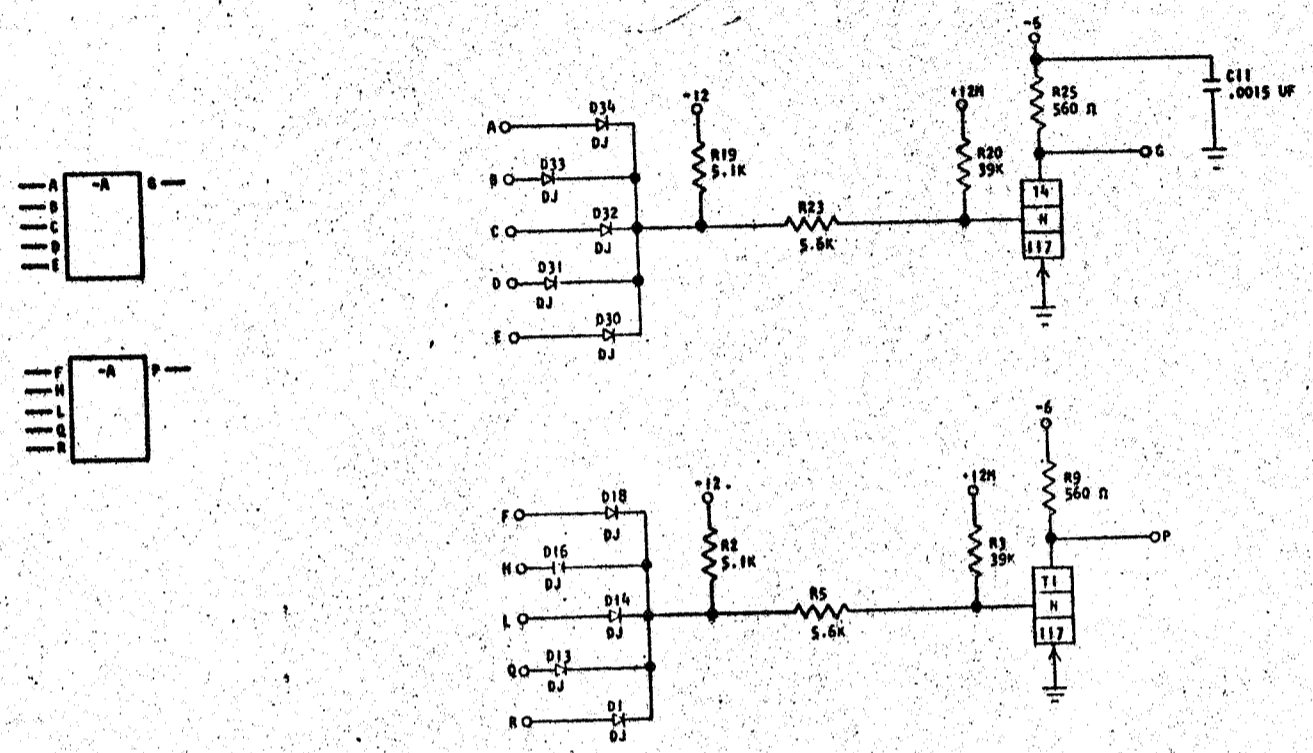 A
B
C
D
E
-A
G
F
H
L
Q
R
-A
P
A
D34
DJ
B
D33
DJ
C
D32
DJ
D
D31
DJ
E
D30
DJ
-12
R19
5.1K
R23
5.6K
+12M
R20
39K
-6
R25
560 Ω
C11
.0015 UF
G
14
N
117
F
D18
DJ
H
D16
DJ
L
D14
DJ
Q
D13
DJ
R
D1
DJ
-12
R2
5.1K
R5
5.6K
+12M
R3
39K
-6
R9
560 Ω
P
T1
N
117